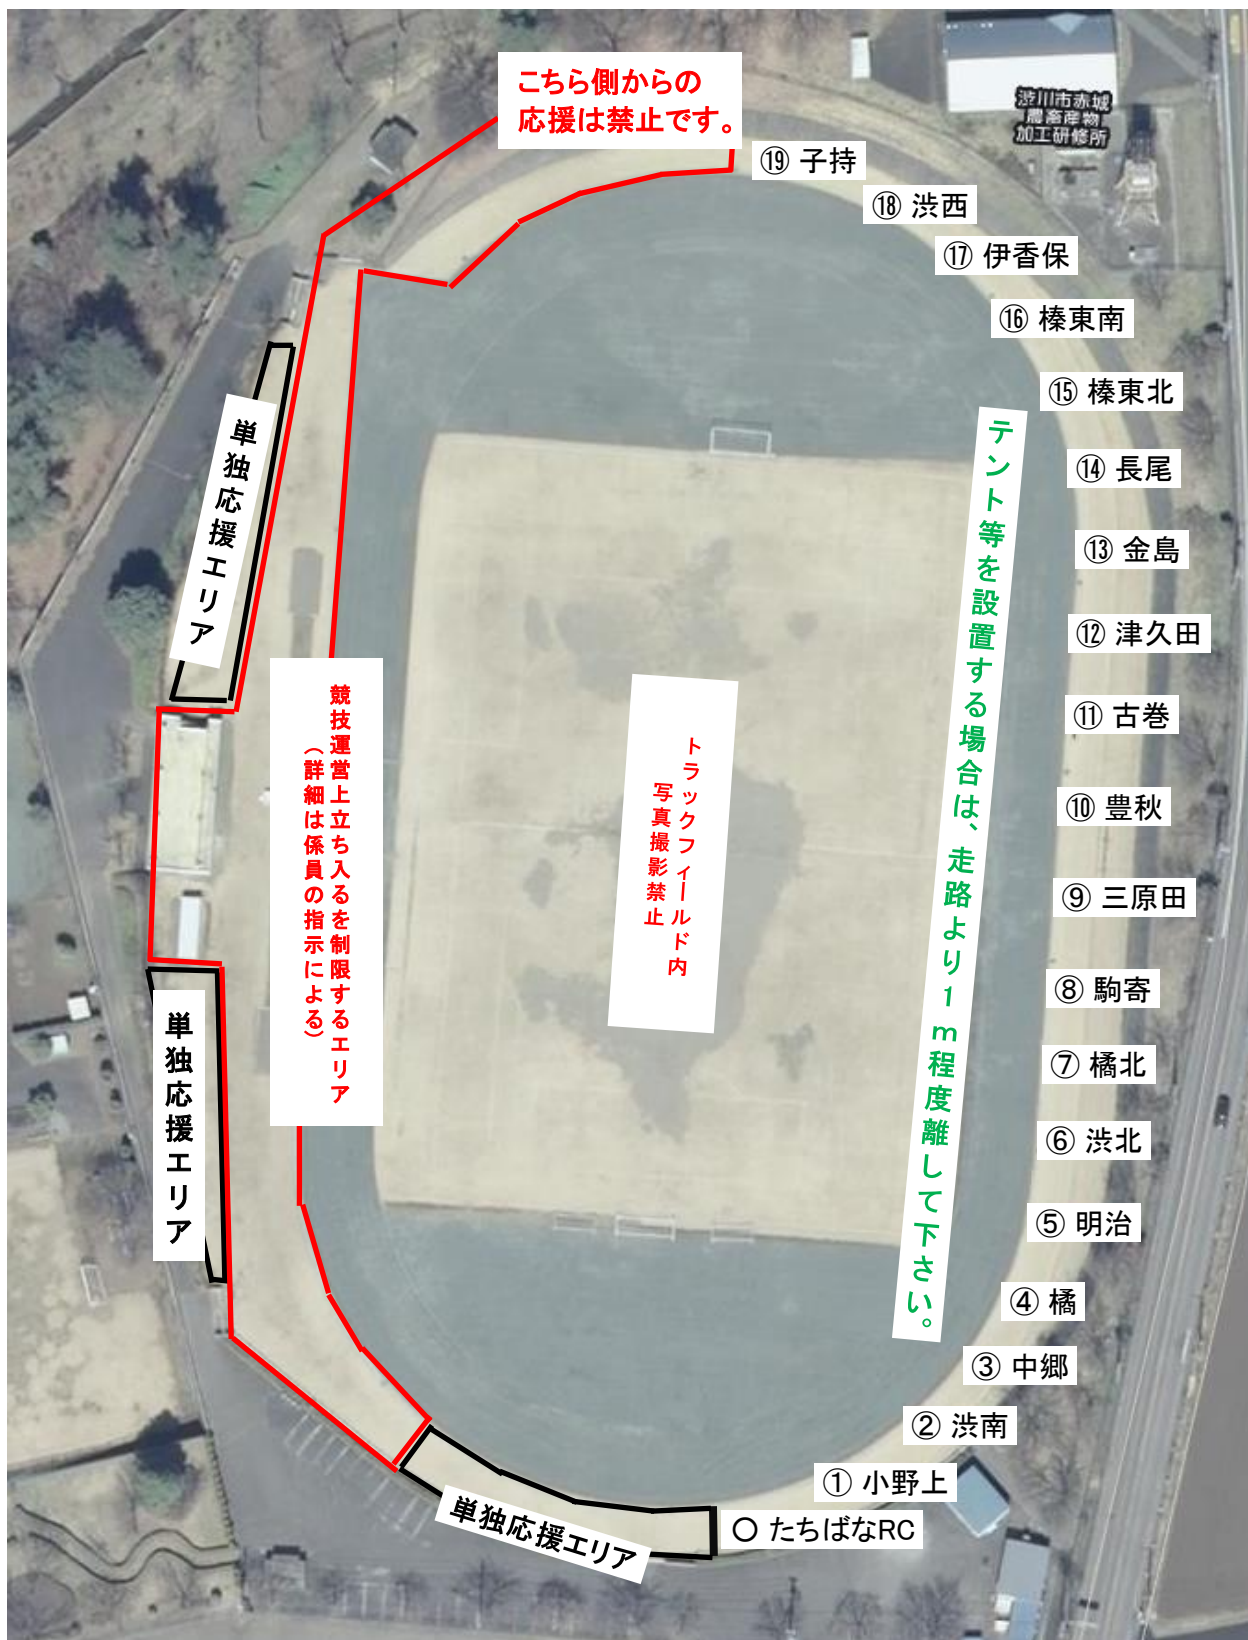 こちら側からの
応援は禁止です。
渋川市赤城
農畜産物
加工研修所
⑲ 子持
⑱ 渋西
⑰ 伊香保
⑯ 榛東南
⑮ 榛東北
⑭ 長尾
⑬ 金島
⑫ 津久田
⑪ 古巻
⑩ 豊秋
⑨ 三原田
⑧ 駒寄
⑦ 橘北
⑥ 渋北
⑤ 明治
④ 橘
③ 中郷
② 渋南
① 小野上
〇 たちばなRC
テント等を設置する場合は、走路より1m程度離して下さい。
トラックフィールド内
写真撮影禁止
競技運営上立ち入るを制限するエリア
（詳細は係員の指示による）
単独応援エリア
単独応援エリア
単独応援エリア